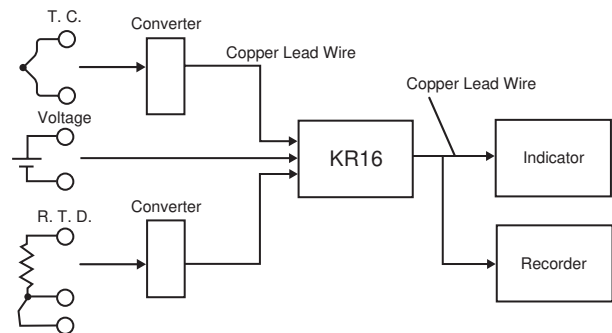 T. C.
Converter
Copper Lead Wire
Copper Lead Wire
Voltage
KR16
Indicator
R. T. D.
Converter
Recorder